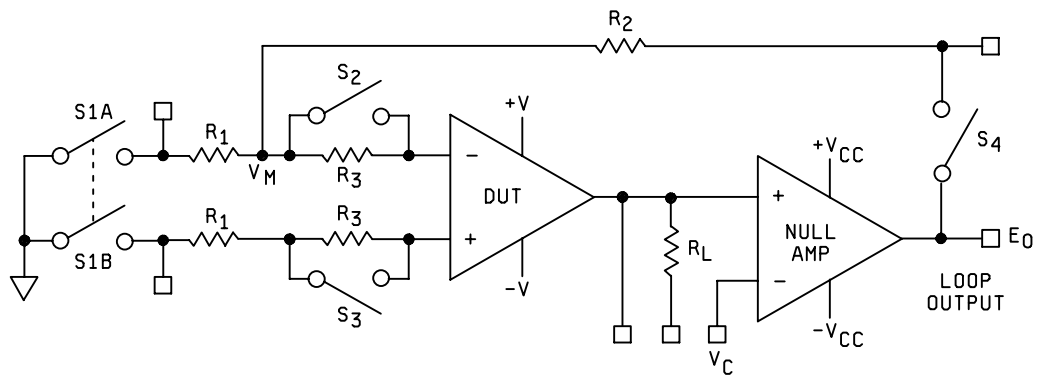 R2
S2
S1A
+V
R1
S4
+VCC
VM
R3
−
DUT
+
R1
R3
NULL
AMP
+
S1B
−V
RL
−
E0
S3
LOOP
OUTPUT
−VCC
VC